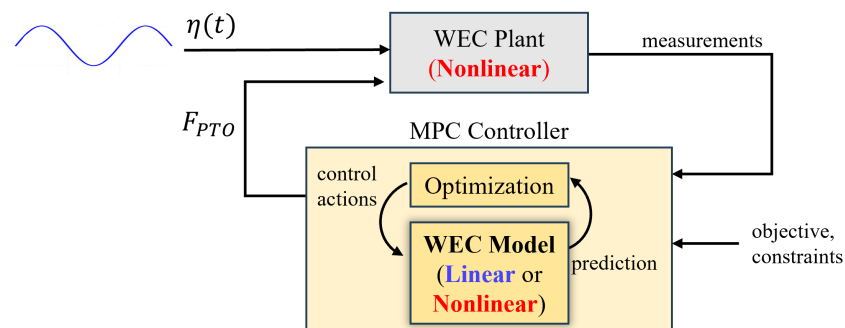 η(t)
WEC Plant
(Nonlinear)
measurements
F_PTO
MPC Controller
control
actions
Optimization
WEC Model
(Linear or
Nonlinear)
prediction
objective,
constraints